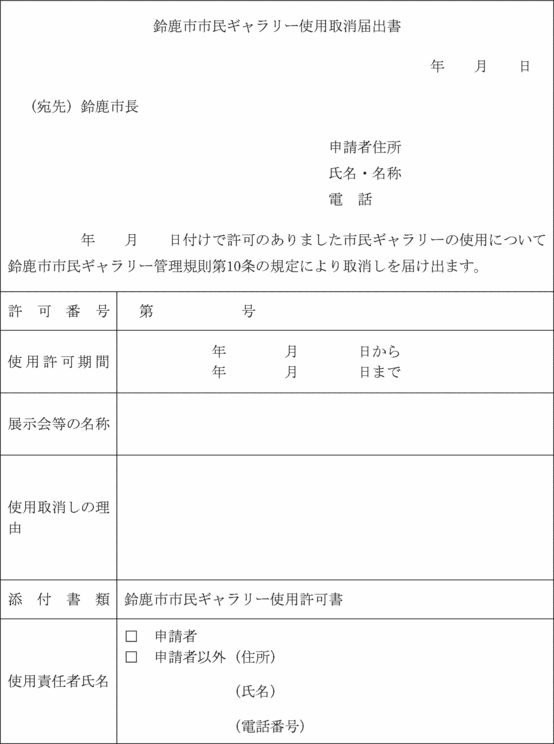 鈴鹿市市民ギャラリー使用取消届出書
年　　月　　日
（宛先）鈴鹿市長
申請者住所
氏名・名称
電　話
年　　月　　日付けで許可のありました市民ギャラリーの使用について
鈴鹿市市民ギャラリー管理規則第10条の規定により取消しを届け出ます。
許　可　番　号　　第　　　　　　号
使用許可期間
年　　　　月　　　　日から
年　　　　月　　　　日まで
展示会等の名称
使用取消しの理
由
添　付　書　類　鈴鹿市市民ギャラリー使用許可書
使用責任者氏名
□　申請者
□　申請者以外（住所）
（氏名）
（電話番号）